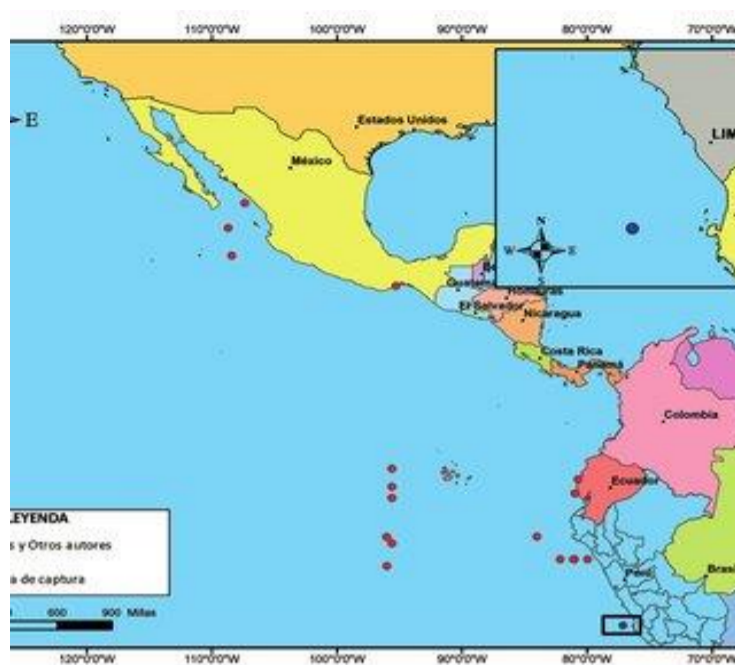 120°0'0"W 110°0'0"W 100°0'0"W 90°0'0"W 80°0'0"W 70°0'0"W
E
Estados Unidos
LIM
México
N
W E
S
Honduras
El Salvador
Nicaragua
Costa Rica
Panamá
Colombia
Ecuador
LEYENDA
s y Otros autores
Perú
Brasi
a de captura
600 900 Millas
120°0'0"W 110°0'0"W 100°0'0"W 90°0'0"W 80°0'0"W 70°0'0"W